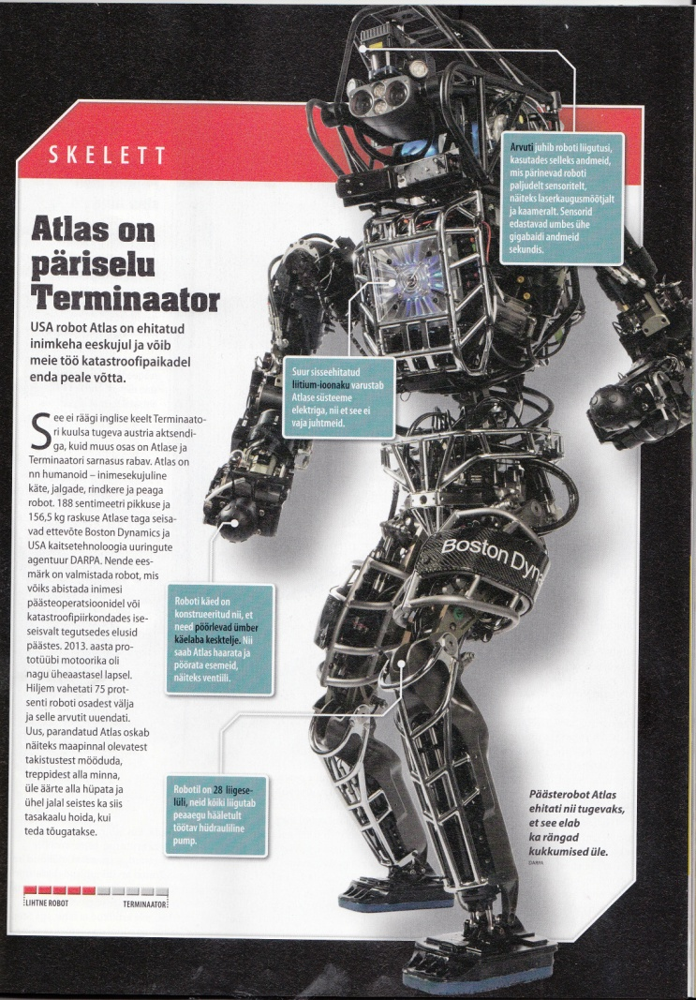 SKELETT
Atlas on
päriselu
Terminaator
USA robot Atlas on ehitatud
inimkeha eeskujul ja võib
meie töö katastroofipaikadel
enda peale võtta.
See ei räägi inglise keelt Terminaato-
ri kuulsa tugeva austria aktsendi-
ga, kuid muus osas on Atlase ja
Terminaatori sarnasus rabav. Atlas on
nn humanoid – inimesekujuline
käte, jalgade, rindkere ja peaga
robot. 188 sentimeetri pikkuse ja
156,5 kg raskuse Atlase taga seisa-
vad ettevõte Boston Dynamics ja
USA kaitsetehnoloogia uuringute
agentuur DARPA. Nende ees-
märk on valmistada robot, mis
võiks abistada inimesi
päästeoperatsioonidel või
katastroofipiirkondades ise-
seisvalt tegutsedes elusid
päästes. 2013. aasta pro-
totüübi motoorika oli
nagu üheaastasel lapsel.
Hiljem vahetati 75 prot-
senti roboti osadest välja
ja selle arvutit uuendati.
Uus, parandatud Atlas oskab
näiteks maapinnal olevatest
takistustest mööduda,
treppidest alla minna,
üle äärte alla hüpata ja
ühel jalal seistes ka siis
tasakaalu hoida, kui
teda tõugatakse.
LIHTNE ROBOT
TERMINAATOR
Arvuti juhib roboti liigutusi,
kasutades selleks andmeid,
mis pärinevad roboti
paljudelt sensoritelt,
näiteks laserkaugusmõõtjalt
ja kaameralt. Sensorid
edastavad umbes ühe
gigabaidi andmeid
sekundis.
Suur sisseehitatud
liitium-ioonaku varustab
Atlase süsteeme
elektriga, nii et see ei
vaja juhtmeid.
Roboti käed on
konstrueeritud nii, et
need pöörlevad ümber
käelaba kesktelje. Nii
saab Atlas haarata ja
pöörata esemeid,
näiteks ventiili.
Robotil on 28 liigese-
lüli, neid kõiki liigutab
peaaegu hääletult
töötav hüdrauliline
pump.
Boston Dyn
Päästerobot Atlas
ehitati nii tugevaks,
et see elab
ka rängad
kukkumised üle.
DARPA